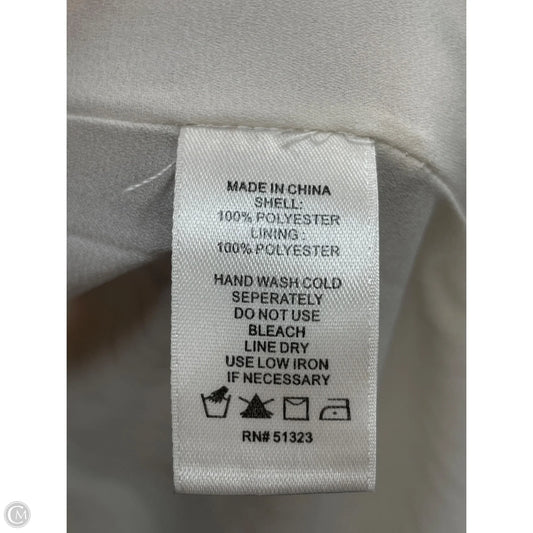 MADE IN CHINA
SHELL:
100% POLYESTER
LINING :
100% POLYESTER
HAND WASH COLD
SEPERATELY
DO NOT USE
BLEACH
LINE DRY
USE LOW IRON
IF NECESSARY
RN# 51323
CM